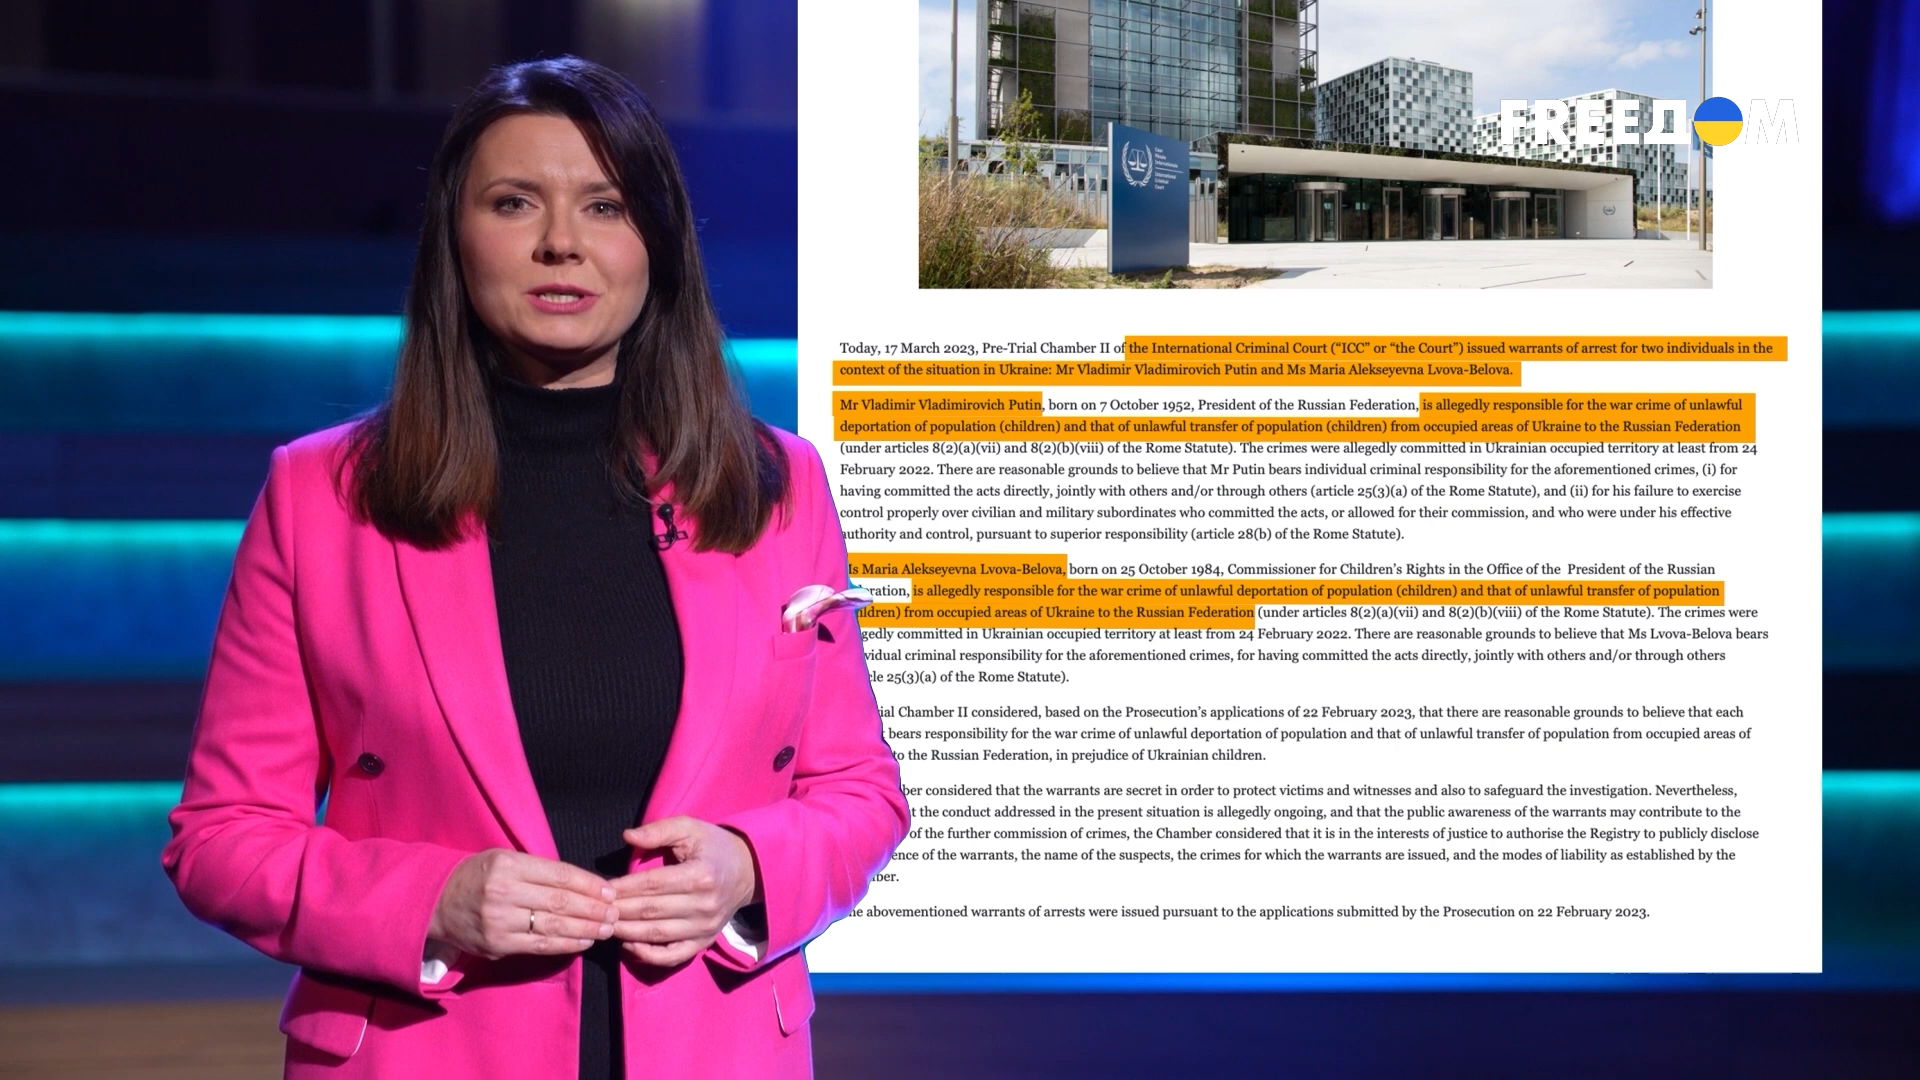 FREEДOM
Cour
Pénale
Internationale
International
Criminal
Court
Today, 17 March 2023, Pre-Trial Chamber II of the International Criminal Court (“ICC” or “the Court”) issued warrants of arrest for two individuals in the
context of the situation in Ukraine: Mr Vladimir Vladimirovich Putin and Ms Maria Alekseyevna Lvova-Belova.
Mr Vladimir Vladimirovich Putin, born on 7 October 1952, President of the Russian Federation, is allegedly responsible for the war crime of unlawful
deportation of population (children) and that of unlawful transfer of population (children) from occupied areas of Ukraine to the Russian Federation
(under articles 8(2)(a)(vii) and 8(2)(b)(viii) of the Rome Statute). The crimes were allegedly committed in Ukrainian occupied territory at least from 24
February 2022. There are reasonable grounds to believe that Mr Putin bears individual criminal responsibility for the aforementioned crimes, (i) for
having committed the acts directly, jointly with others and/or through others (article 25(3)(a) of the Rome Statute), and (ii) for his failure to exercise
control properly over civilian and military subordinates who committed the acts, or allowed for their commission, and who were under his effective
authority and control, pursuant to superior responsibility (article 28(b) of the Rome Statute).
Ms Maria Alekseyevna Lvova-Belova, born on 25 October 1984, Commissioner for Children’s Rights in the Office of the President of the Russian
eration, is allegedly responsible for the war crime of unlawful deportation of population (children) and that of unlawful transfer of population
hildren) from occupied areas of Ukraine to the Russian Federation (under articles 8(2)(a)(vii) and 8(2)(b)(viii) of the Rome Statute). The crimes were
gedly committed in Ukrainian occupied territory at least from 24 February 2022. There are reasonable grounds to believe that Ms Lvova-Belova bears
vidual criminal responsibility for the aforementioned crimes, for having committed the acts directly, jointly with others and/or through others
cle 25(3)(a) of the Rome Statute).
ial Chamber II considered, based on the Prosecution’s applications of 22 February 2023, that there are reasonable grounds to believe that each
bears responsibility for the war crime of unlawful deportation of population and that of unlawful transfer of population from occupied areas of
to the Russian Federation, in prejudice of Ukrainian children.
ber considered that the warrants are secret in order to protect victims and witnesses and also to safeguard the investigation. Nevertheless,
t the conduct addressed in the present situation is allegedly ongoing, and that the public awareness of the warrants may contribute to the
of the further commission of crimes, the Chamber considered that it is in the interests of justice to authorise the Registry to publicly disclose
ence of the warrants, the name of the suspects, the crimes for which the warrants are issued, and the modes of liability as established by the
ber.
he abovementioned warrants of arrests were issued pursuant to the applications submitted by the Prosecution on 22 February 2023.